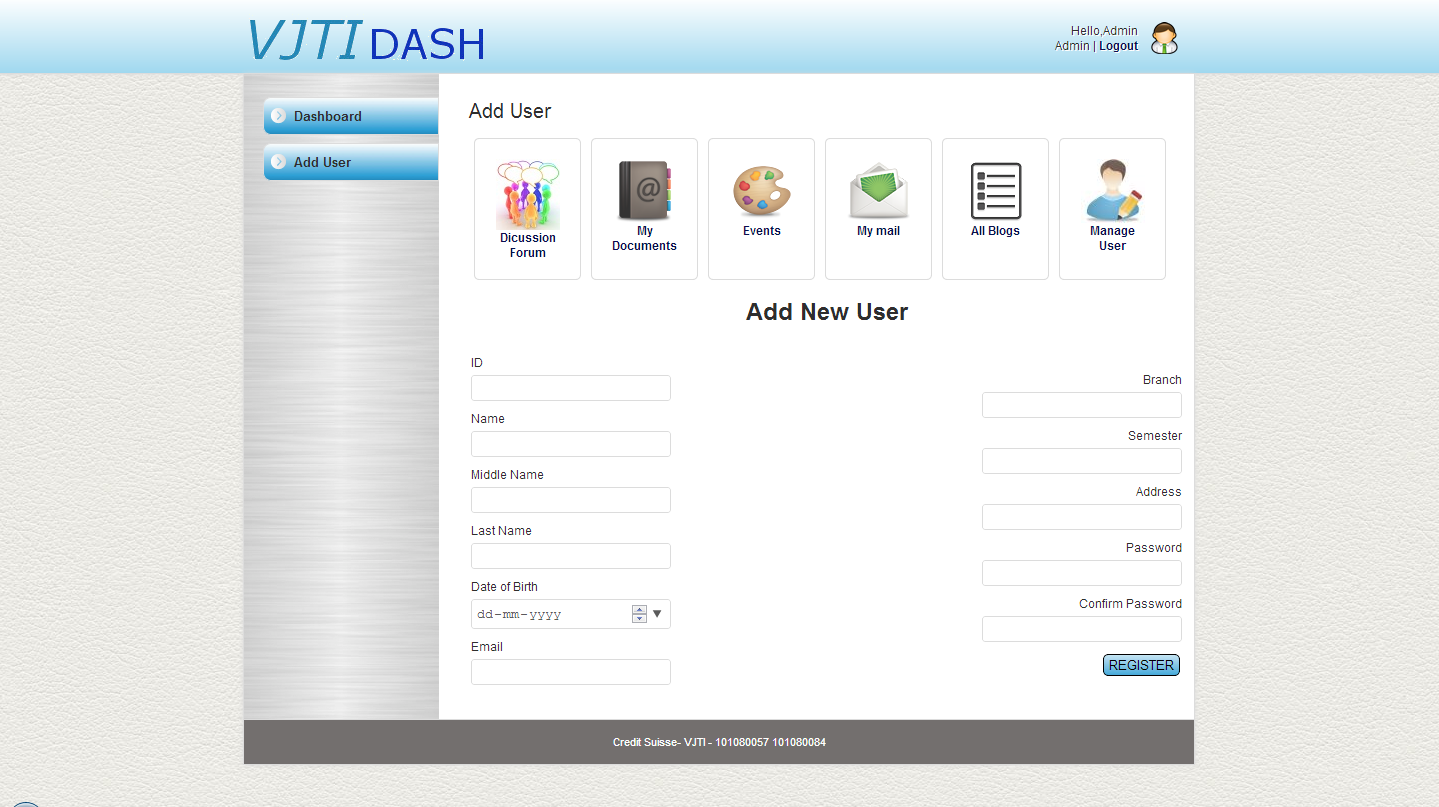 VJTI DASH
Hello,Admin
Admin | Logout
Dashboard
Add User
Add User
Dicussion
Forum
My
Documents
Events
My mail
All Blogs
Manage
User
Add New User
ID
Name
Middle Name
Last Name
Date of Birth
dd-mm-yyyy
Email
Branch
Semester
Address
Password
Confirm Password
REGISTER
Credit Suisse- VJTI - 101080057 101080084